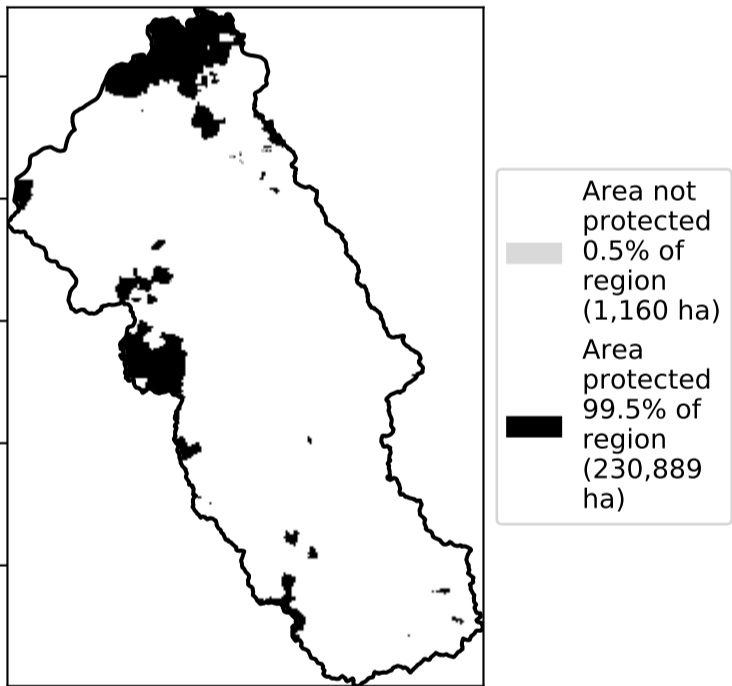 Area not
protected
0.5% of
region
(1,160 ha)
Area
protected
99.5% of
region
(230,889
ha)